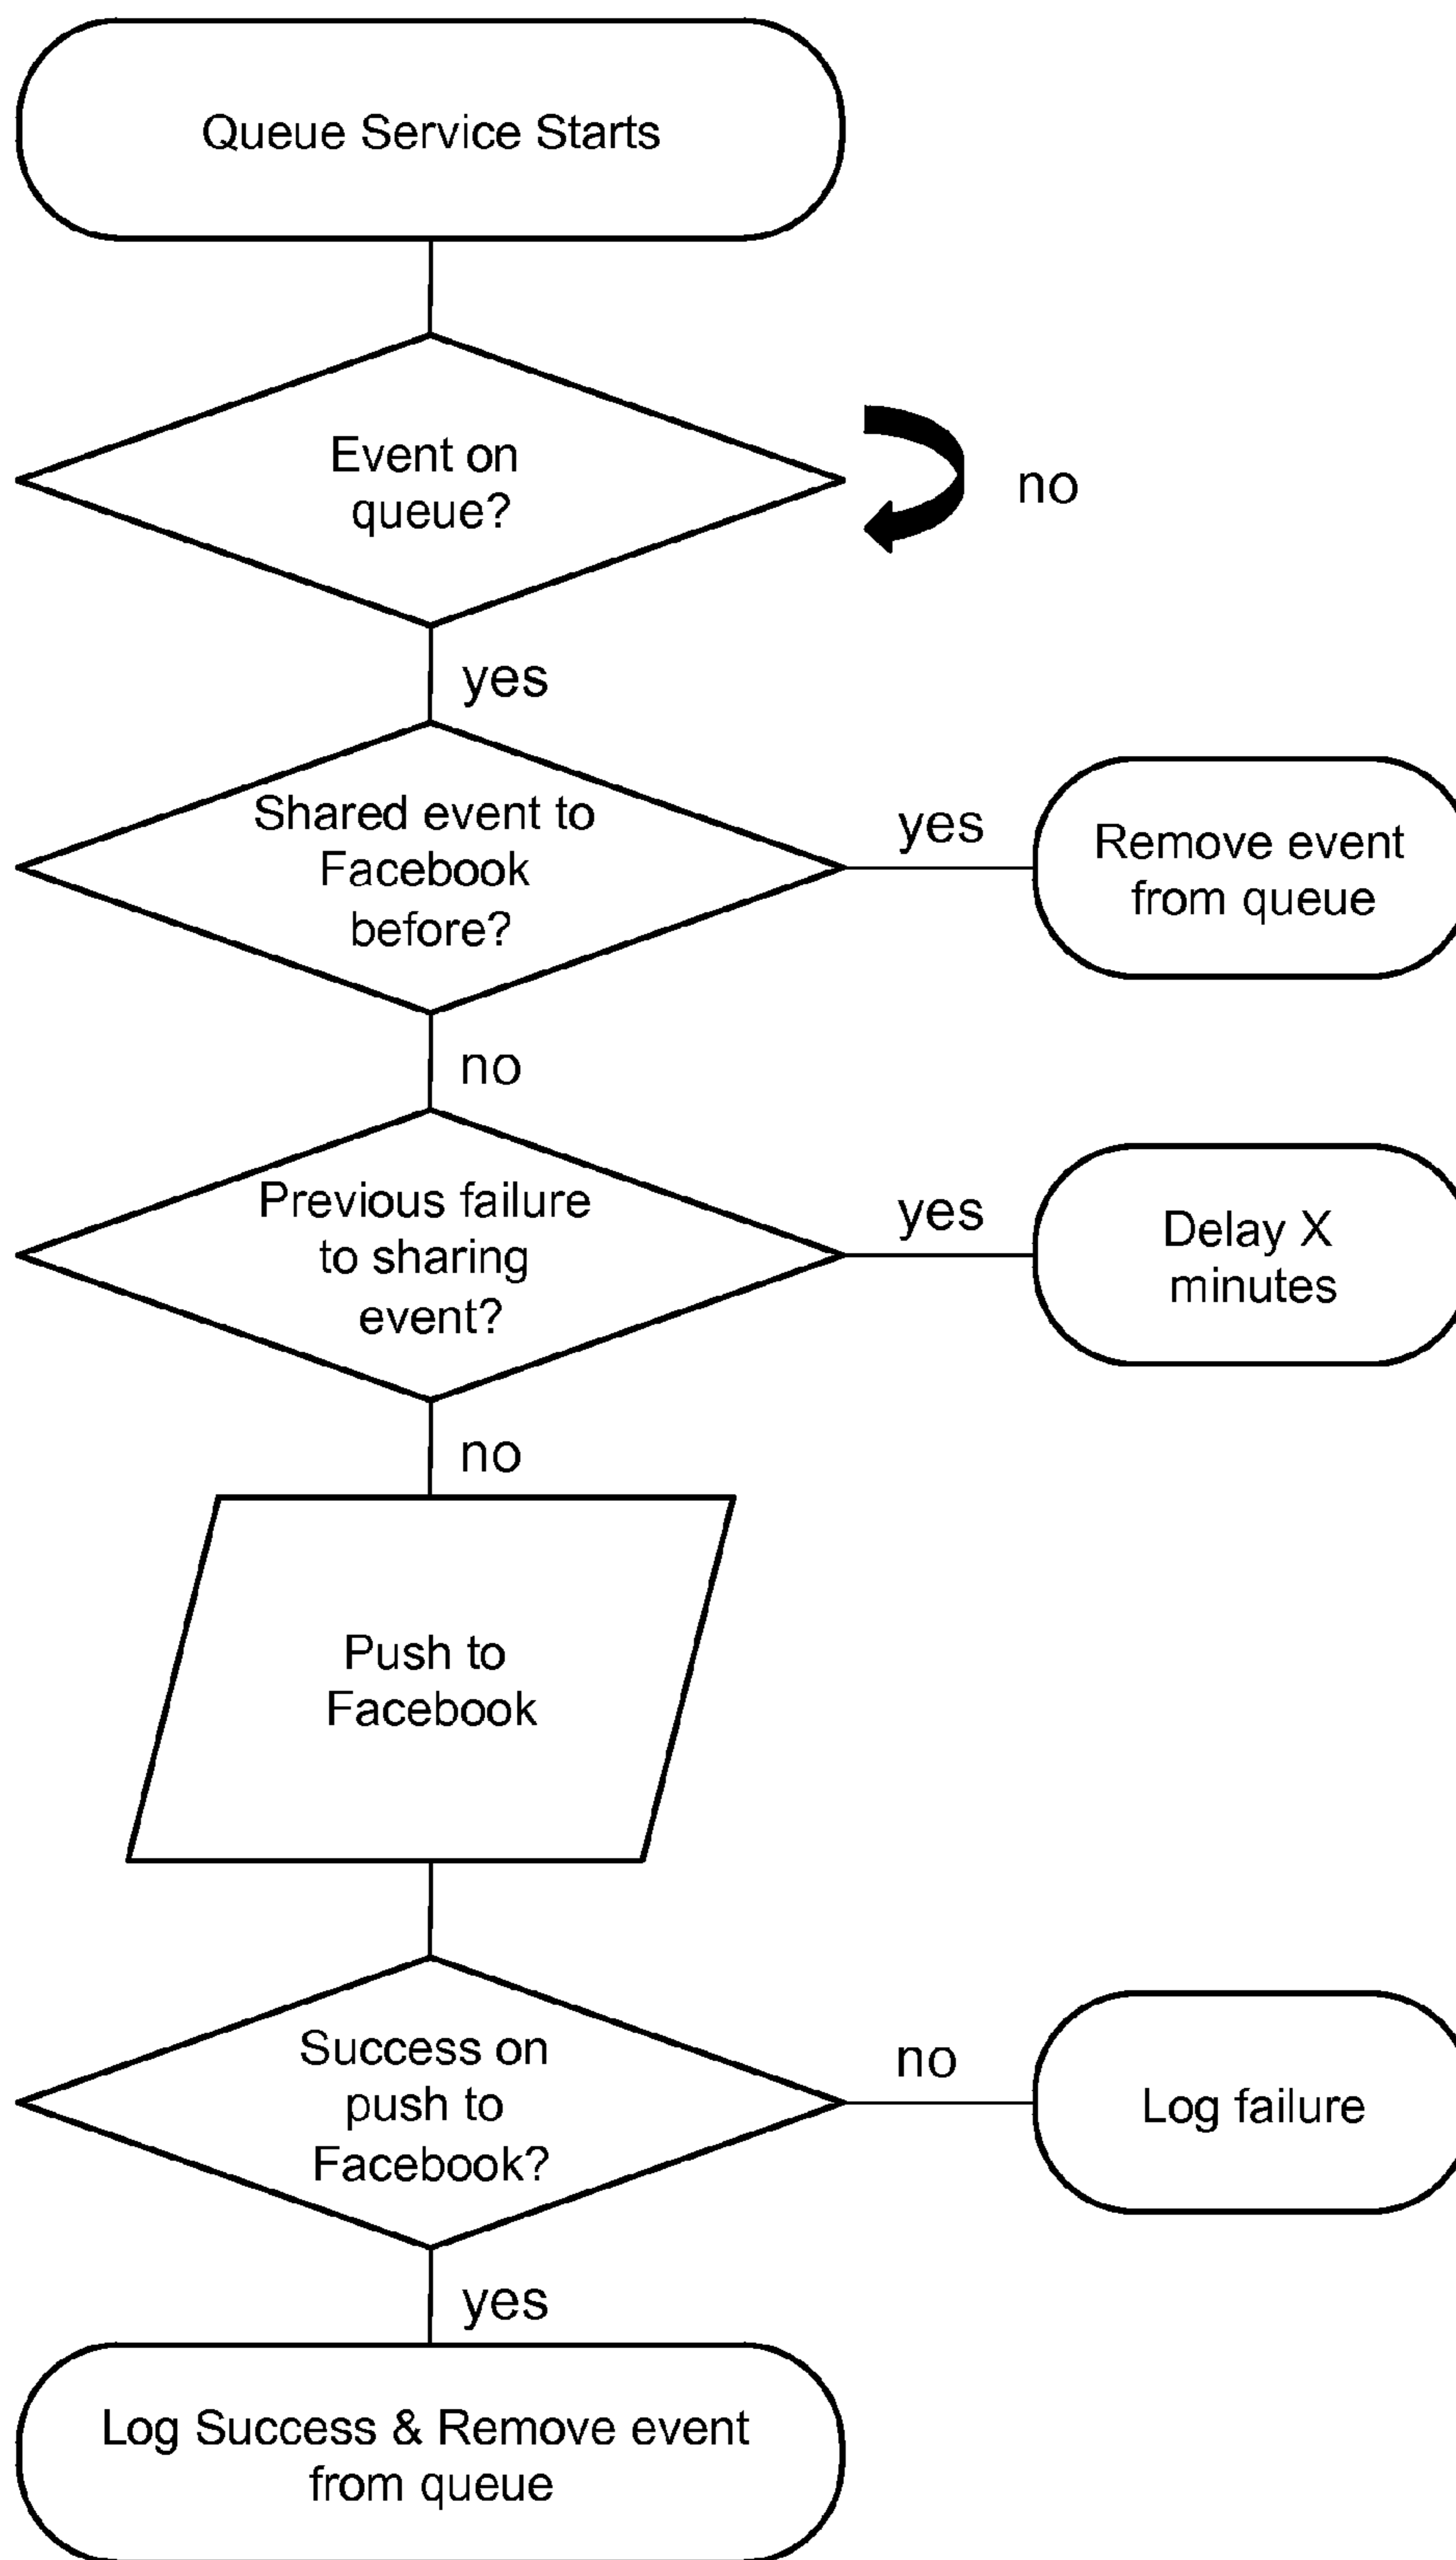 Queue Service Starts
Event on
queue?
no
yes
Shared event to
Facebook
before?
yes
Remove event
from queue
no
Previous failure
to sharing
event?
yes
Delay X
minutes
no
Push to
Facebook
Success on
push to
Facebook?
no
Log failure
yes
Log Success & Remove event
from queue